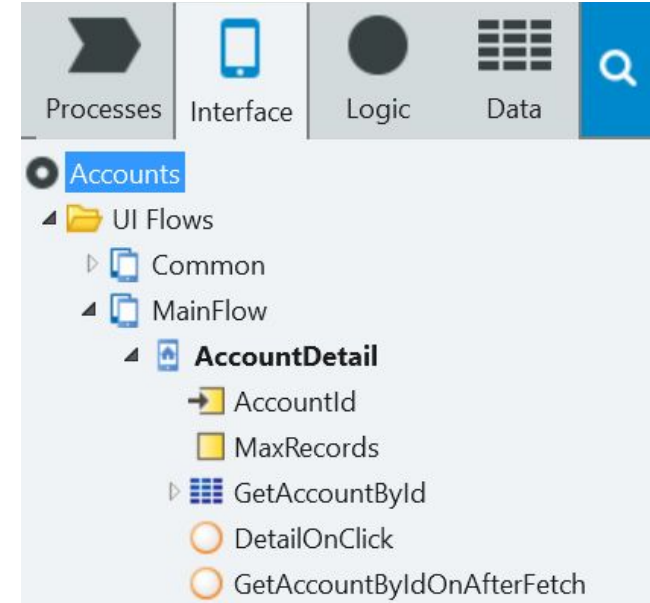 Processes Interface Logic Data
Accounts
UI Flows
Common
MainFlow
AccountDetail
AccountId
MaxRecords
GetAccountById
DetailOnClick
GetAccountByIdOnAfterFetch